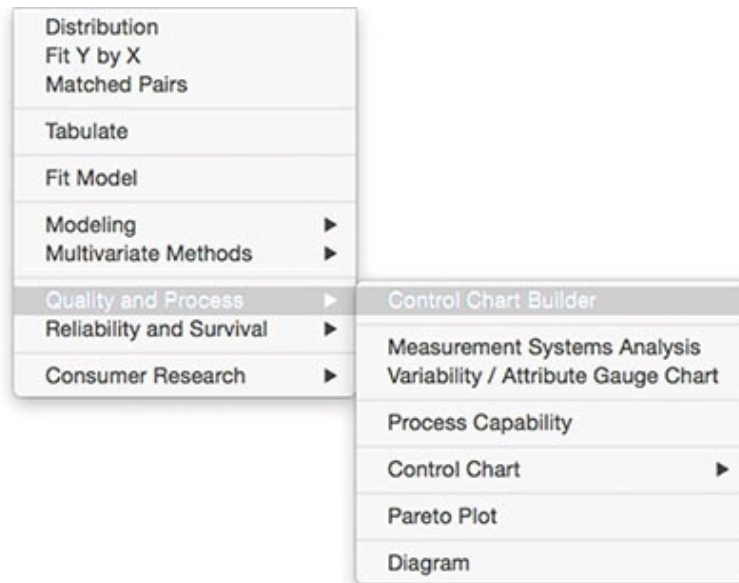 Distribution
Fit Y by X
Matched Pairs
Tabulate
Fit Model
Modeling
Multivariate Methods
Quality and Process
Reliability and Survival
Consumer Research
Control Chart Builder
Measurement Systems Analysis
Variability / Attribute Gauge Chart
Process Capability
Control Chart
Pareto Plot
Diagram